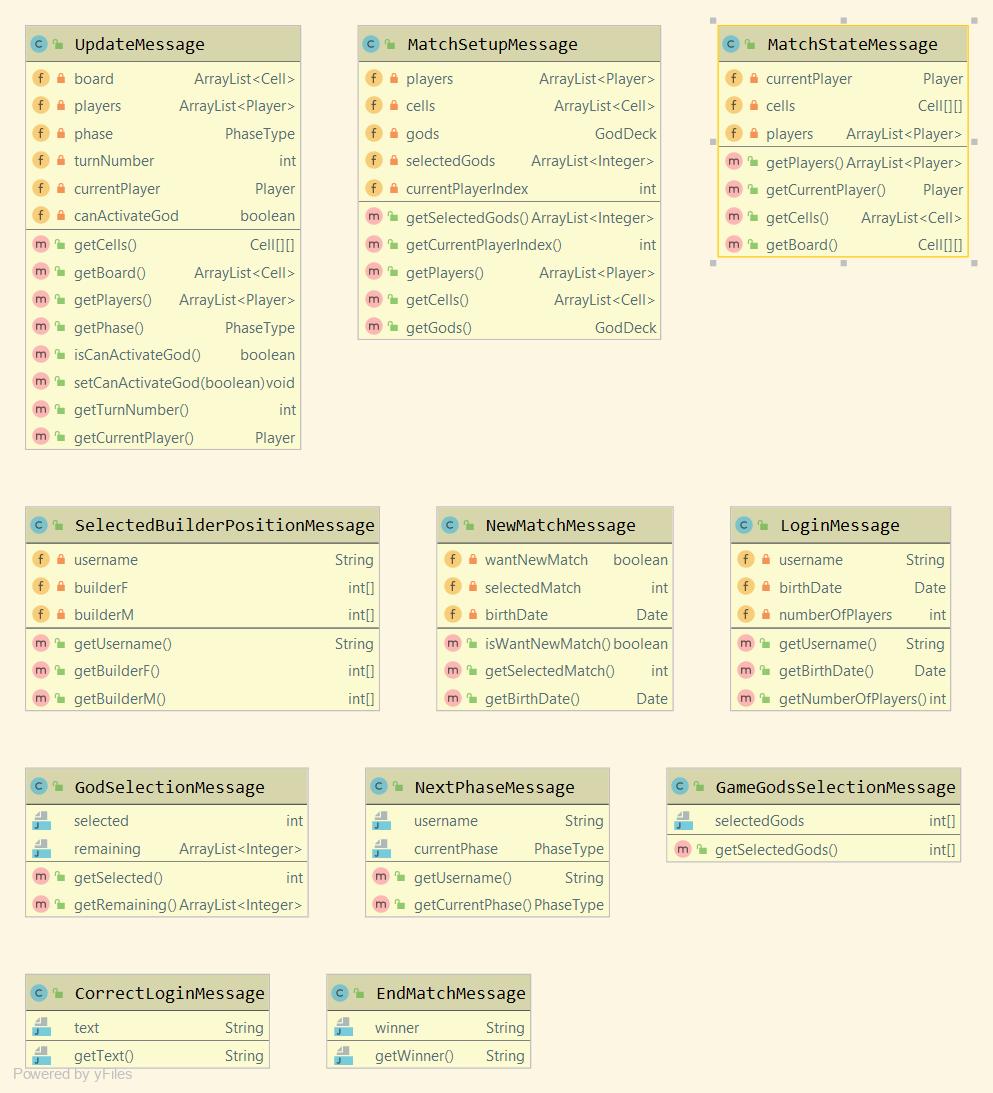 UpdateMessage
board ArrayList<Cell>
players ArrayList<Player>
phase PhaseType
turnNumber int
currentPlayer Player
canActivateGod boolean
getCells() Cell[][]
getBoard() ArrayList<Cell>
getPlayers() ArrayList<Player>
getPhase() PhaseType
isCanActivateGod() boolean
setCanActivateGod(boolean) void
getTurnNumber() int
getCurrentPlayer() Player
MatchSetupMessage
players ArrayList<Player>
cells ArrayList<Cell>
gods GodDeck
selectedGods ArrayList<Integer>
currentPlayerIndex int
getSelectedGods() ArrayList<Integer>
getCurrentPlayerIndex() int
getPlayers() ArrayList<Player>
getCells() ArrayList<Cell>
getGods() GodDeck
MatchStateMessage
currentPlayer Player
cells Cell[][]
players ArrayList<Player>
getPlayers() ArrayList<Player>
getCurrentPlayer() Player
getCells() ArrayList<Cell>
getBoard() Cell[][]
SelectedBuilderPositionMessage
username String
builderF int[]
builderM int[]
getUsername() String
getBuilderF() int[]
getBuilderM() int[]
NewMatchMessage
wantNewMatch boolean
selectedMatch int
birthDate Date
isWantNewMatch() boolean
getSelectedMatch() int
getBirthDate() Date
LoginMessage
username String
birthDate Date
numberOfPlayers int
getUsername() String
getBirthDate() Date
getNumberOfPlayers() int
GodSelectionMessage
selected int
remaining ArrayList<Integer>
getSelected() int
getRemaining() ArrayList<Integer>
NextPhaseMessage
username String
currentPhase PhaseType
getUsername() String
getCurrentPhase() PhaseType
GameGodsSelectionMessage
selectedGods int[]
getSelectedGods() int[]
CorrectLoginMessage
text String
getText() String
EndMatchMessage
winner String
getWinner() String
Powered by yFiles